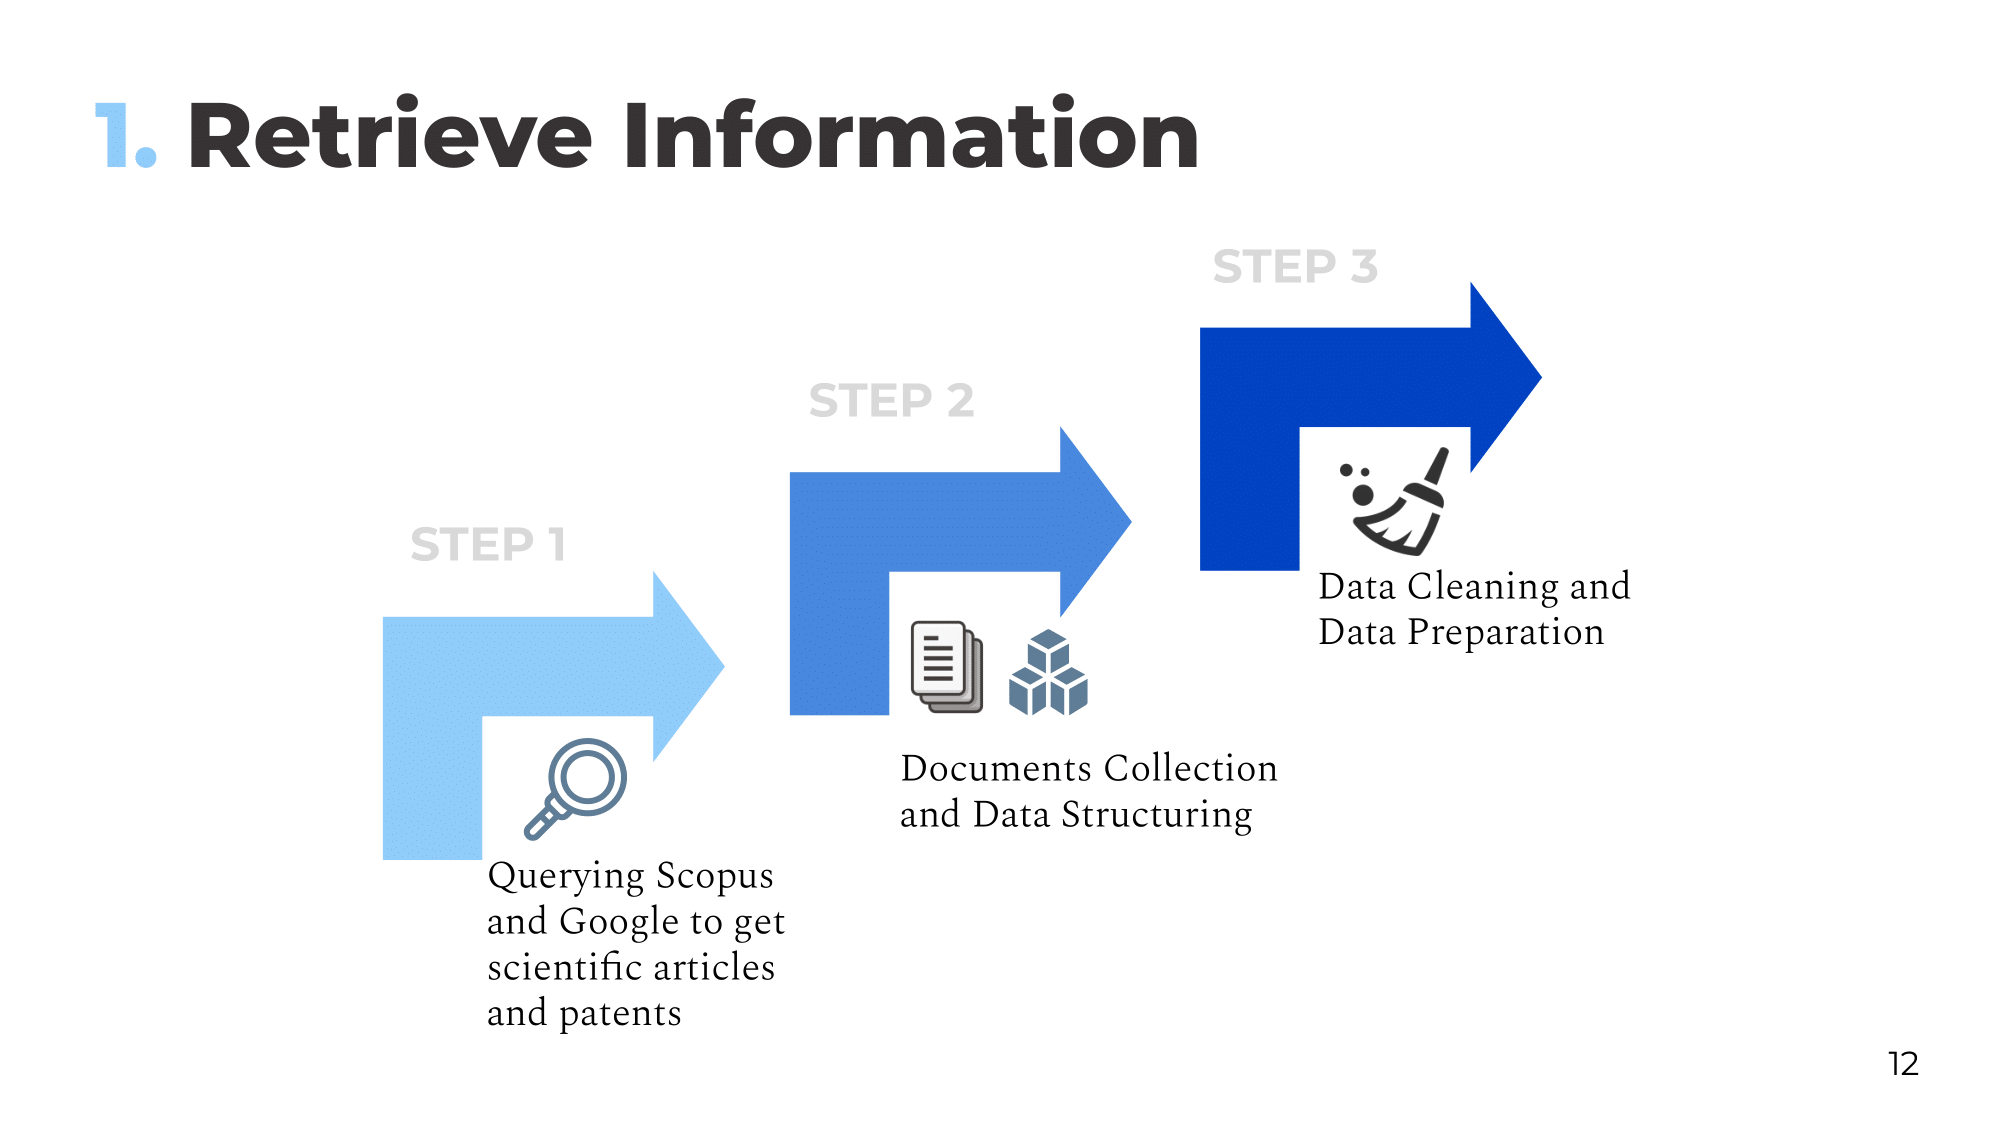 1. Retrieve Information
STEP 1
Querying Scopus
and Google to get
scientific articles
and patents
STEP 2
Documents Collection
and Data Structuring
STEP 3
Data Cleaning and
Data Preparation
12